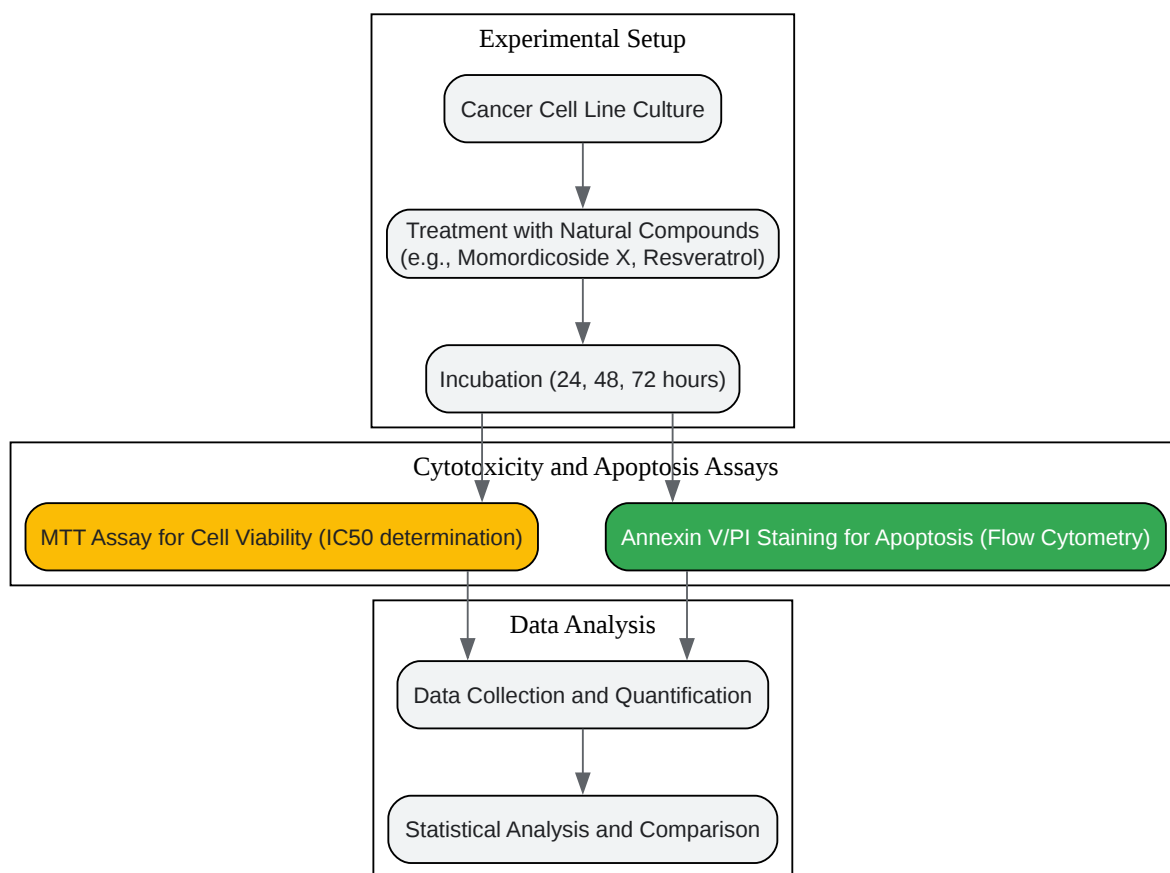 Experimental Setup
Cancer Cell Line Culture
Treatment with Natural Compounds
(e.g., Momordicoside X, Resveratrol)
Incubation (24, 48, 72 hours)
Cytotoxicity and Apoptosis Assays
MTT Assay for Cell Viability (IC50 determination)
Annexin V/PI Staining for Apoptosis (Flow Cytometry)
Data Analysis
Data Collection and Quantification
Statistical Analysis and Comparison